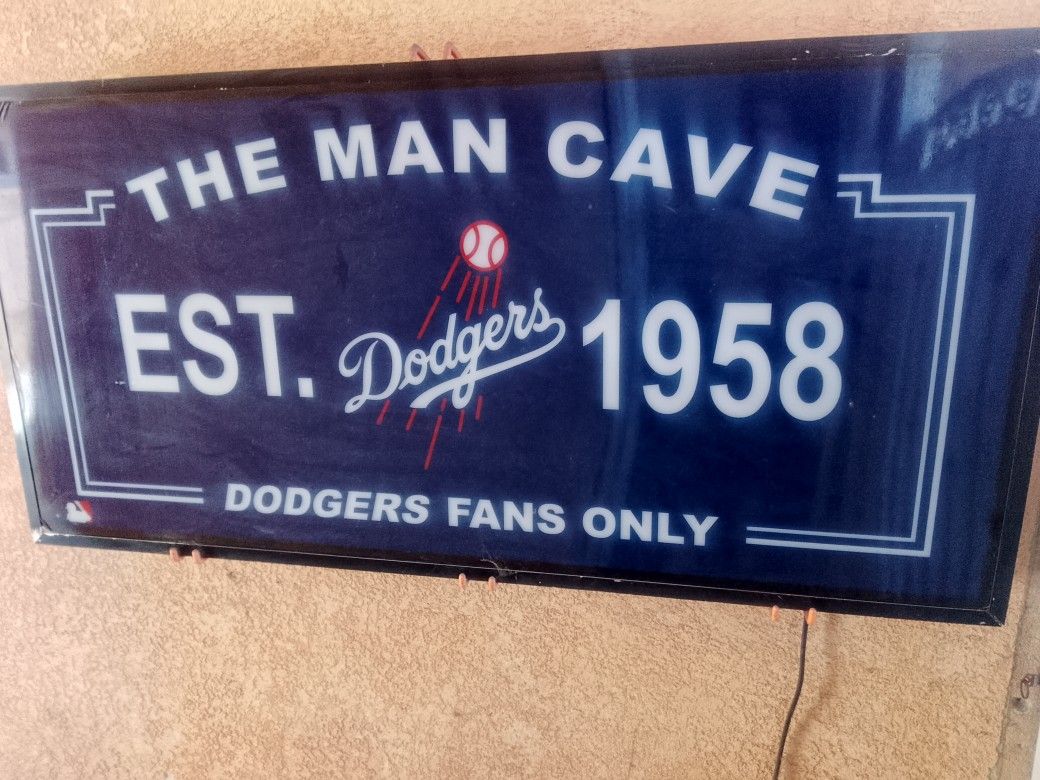 THE MAN CAVE
EST. Dodgers 1958
DODGERS FANS ONLY